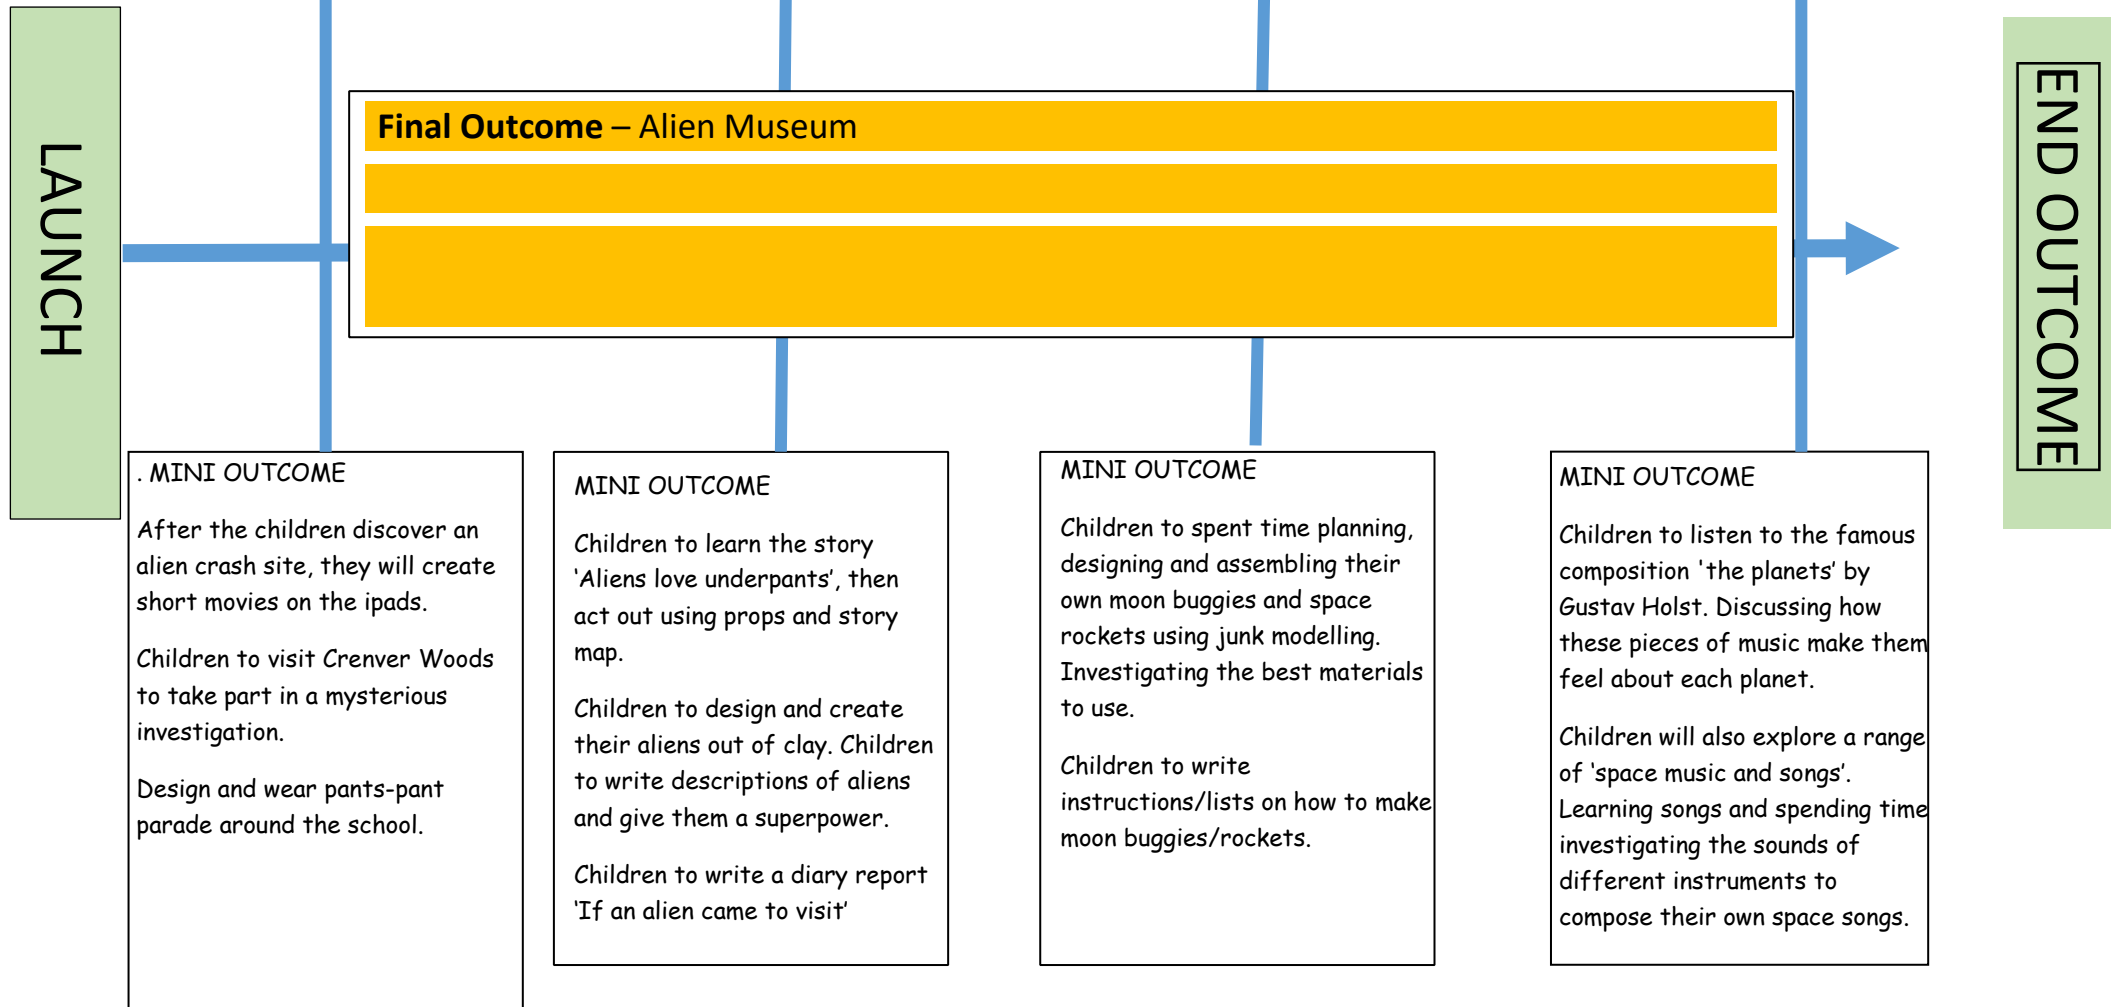 LAUNCH
Final Outcome – Alien Museum
END OUTCOME
. MINI OUTCOME
After the children discover an
alien crash site, they will create
short movies on the ipads.
Children to visit Crenver Woods
to take part in a mysterious
investigation.
Design and wear pants-pant
parade around the school.
MINI OUTCOME
Children to learn the story
‘Aliens love underpants’, then
act out using props and story
map.
Children to design and create
their aliens out of clay. Children
to write descriptions of aliens
and give them a superpower.
Children to write a diary report
‘If an alien came to visit’
MINI OUTCOME
Children to spent time planning,
designing and assembling their
own moon buggies and space
rockets using junk modelling.
Investigating the best materials
to use.
Children to write
instructions/lists on how to make
moon buggies/rockets.
MINI OUTCOME
Children to listen to the famous
composition 'the planets’ by
Gustav Holst. Discussing how
these pieces of music make them
feel about each planet.
Children will also explore a range
of ‘space music and songs’.
Learning songs and spending time
investigating the sounds of
different instruments to
compose their own space songs.